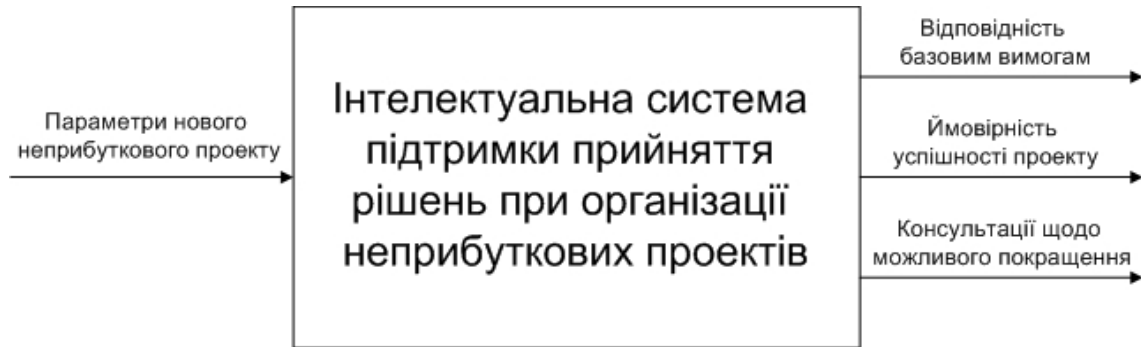 Параметри нового
неприбуткового проекту
Інтелектуальна система
підтримки прийняття
рішень при організації
неприбуткових проектів
Відповідність
базовим вимогам
Ймовірність
успішності проекту
Консультації щодо
можливого покращення